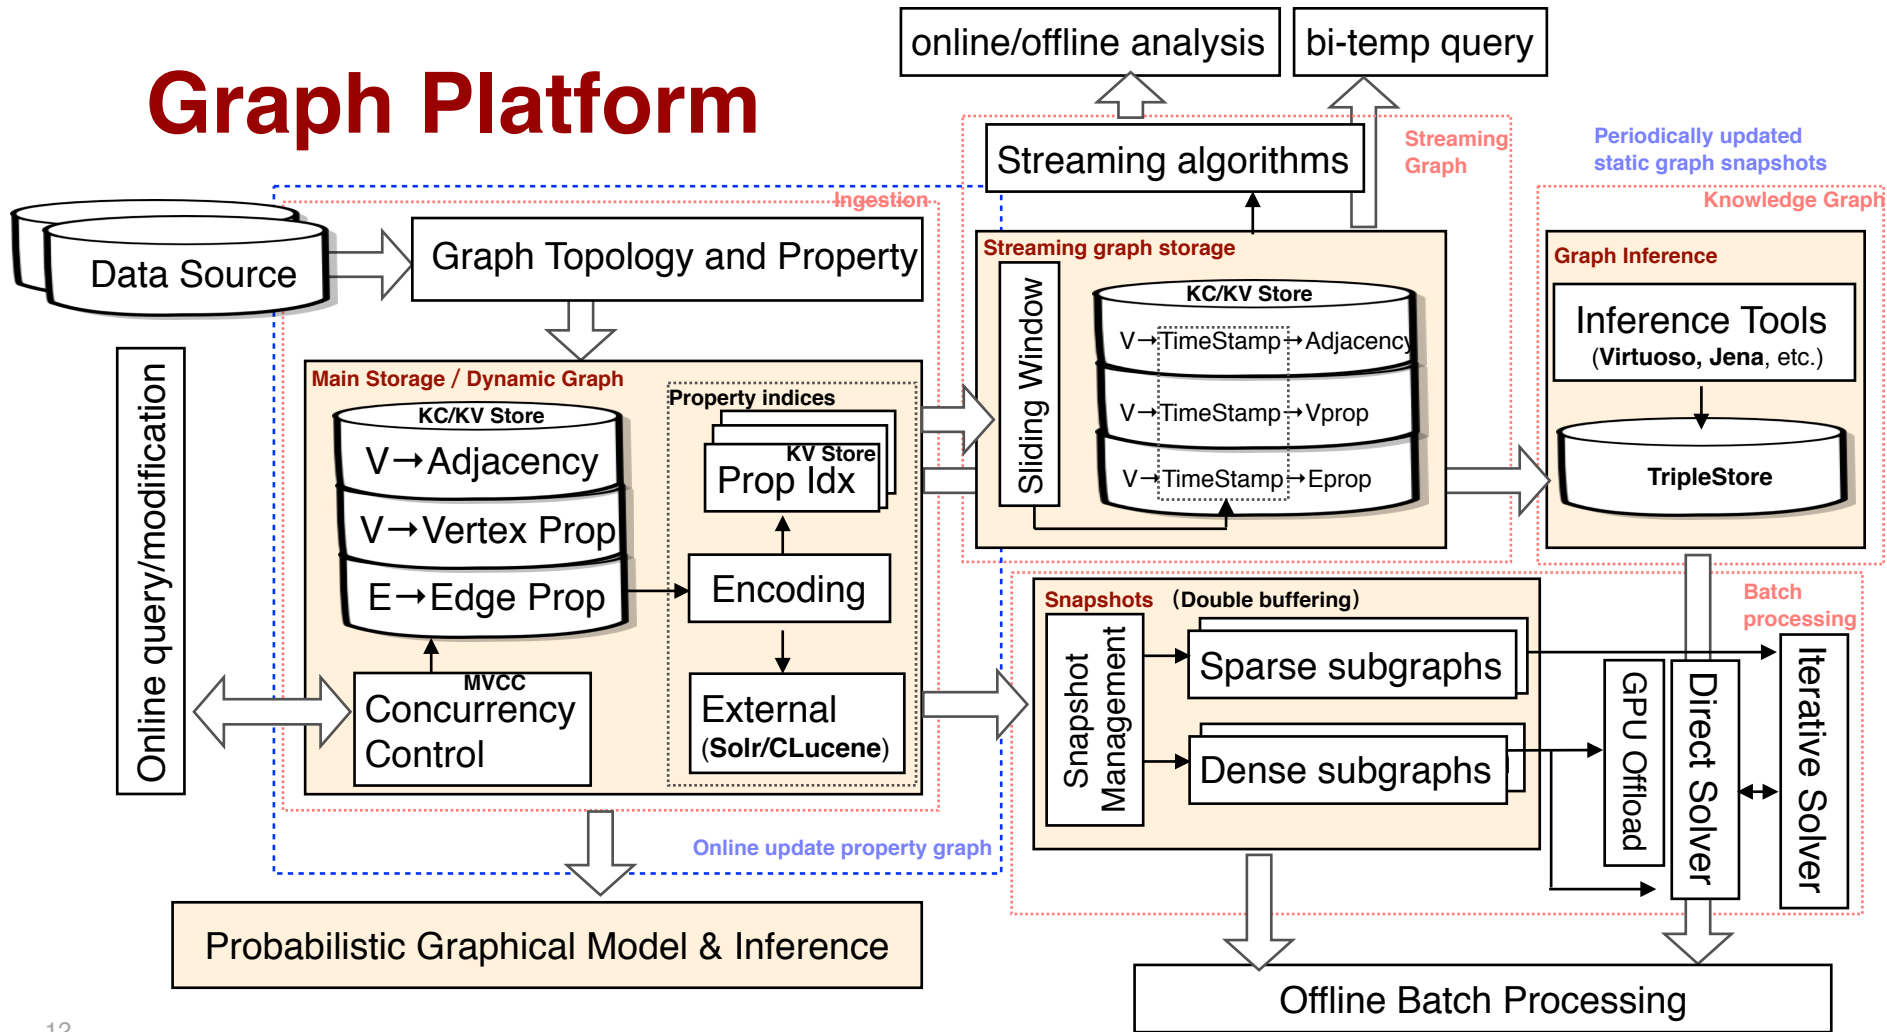 Graph Platform
online/offline analysis
bi-temp query
Streaming algorithms
Streaming
Graph
Periodically updated
static graph snapshots
Ingestion
Knowledge Graph
Data Source
Graph Topology and Property
Streaming graph storage
Sliding Window
KC/KV Store
V→TimeStamp→Adjacency
V→TimeStamp→Vprop
V→TimeStamp→Eprop
Graph Inference
Inference Tools
(Virtuoso, Jena, etc.)
TripleStore
Online query/modification
Main Storage / Dynamic Graph
KC/KV Store
V→Adjacency
V→Vertex Prop
E→Edge Prop
MVCC
Concurrency
Control
Property indices
KV Store
Prop Idx
Encoding
External
(Solr/CLucene)
Online update property graph
Snapshots (Double buffering)
Snapshot
Management
Sparse subgraphs
Dense subgraphs
Batch
processing
GPU Offload
Direct Solver
Iterative Solver
Probabilistic Graphical Model & Inference
Offline Batch Processing
12